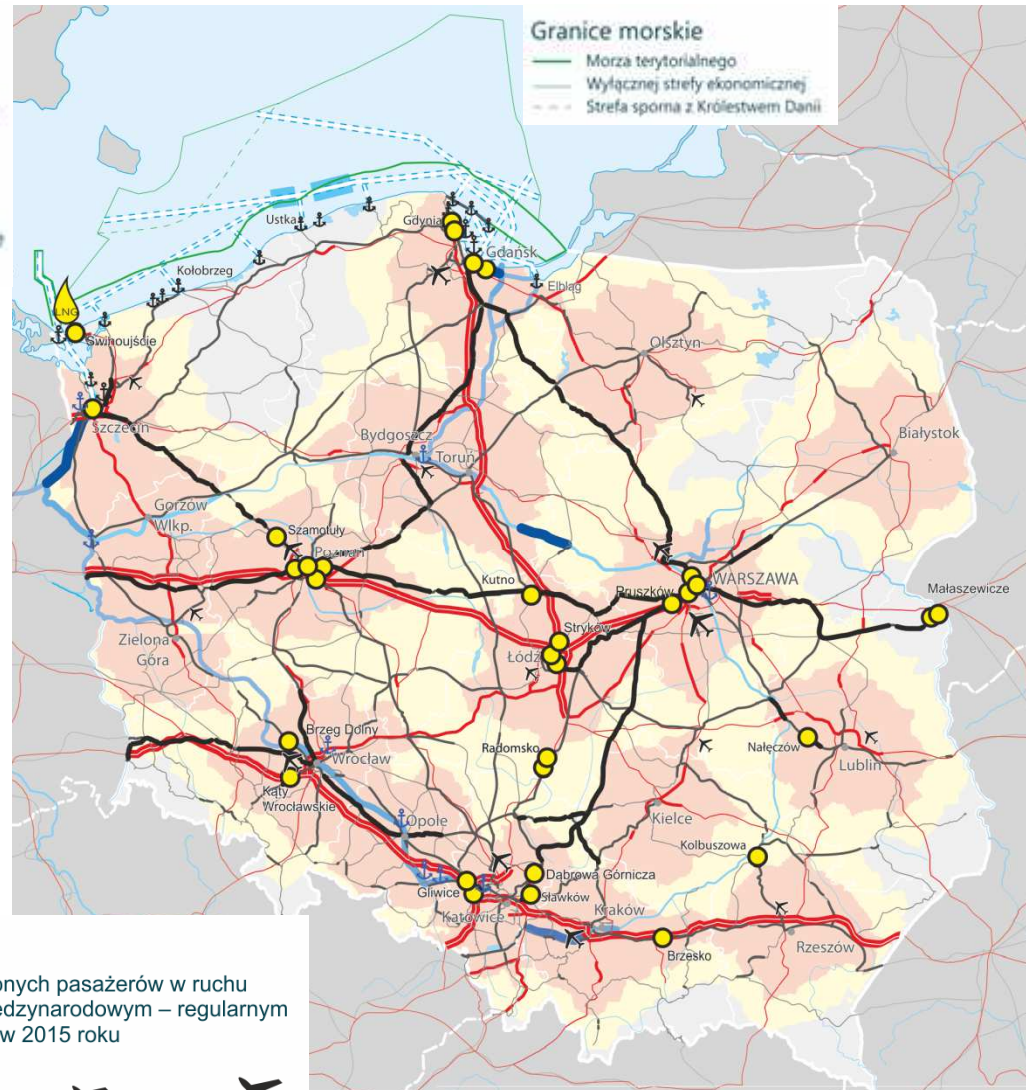 Granice morskie
Morza terytorialnego
Wyłącznej strefy ekonomicznej
Strefa sporna z Królestwem Danii
Gdynia
Ustka
Gdańsk
Kołobrzeg
Elbląg
LNG
Świnoujście
Olsztyn
Szczecin
Białystok
Bydgoszcz
Toruń
Gorzów
Wlkp.
Szamotuły
Poznań
Kutno
WARSZAWA
Pruszków
Małaszewicze
Stryków
Zielona
Góra
Łódź
Brzeg Dolny
Wrocław
Radomsko
Nałęczów
Lublin
Kąty
Wrocławskie
Opole
Kielce
Kolbuszowa
Dąbrowa Górnicza
Gliwice
Sławków
Katowice
Kraków
Rzeszów
Brzesko
onych pasażerów w ruchu
iędzynarodowym – regularnym
w 2015 roku